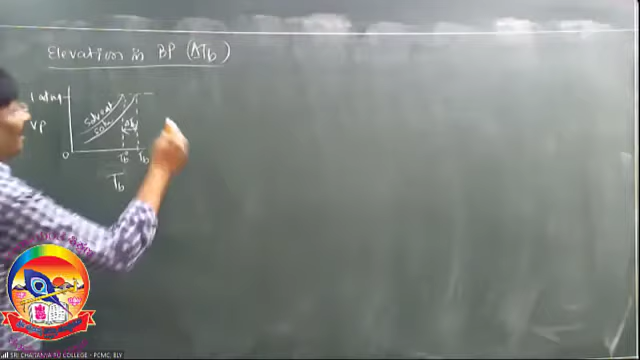 Elevation in BP (ΔTb)
1 atm
VP
Solvent
Soln
ΔTb
0
Tb° Tb
Tb
SRI CHAITANYA PU COLLEGE - PCMC, BLY